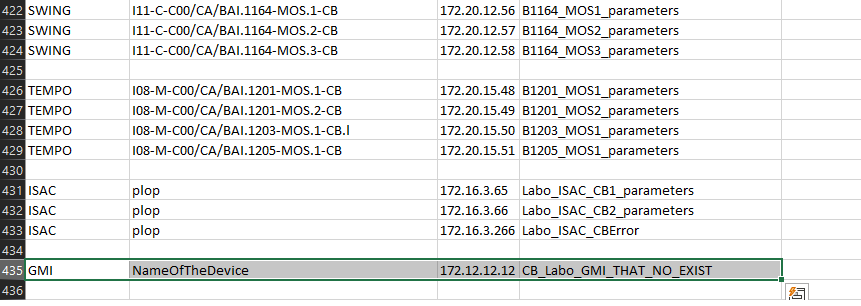 422 SWING I11-C-C00/CA/BAI.1164-MOS.1-CB 172.20.12.56 B1164_MOS1_parameters
423 SWING I11-C-C00/CA/BAI.1164-MOS.2-CB 172.20.12.57 B1164_MOS2_parameters
424 SWING I11-C-C00/CA/BAI.1164-MOS.3-CB 172.20.12.58 B1164_MOS3_parameters
425
426 TEMPO I08-M-C00/CA/BAI.1201-MOS.1-CB 172.20.15.48 B1201_MOS1_parameters
427 TEMPO I08-M-C00/CA/BAI.1201-MOS.2-CB 172.20.15.49 B1201_MOS2_parameters
428 TEMPO I08-M-C00/CA/BAI.1203-MOS.1-CB.l 172.20.15.50 B1203_MOS1_parameters
429 TEMPO I08-M-C00/CA/BAI.1205-MOS.1-CB 172.20.15.51 B1205_MOS1_parameters
430
431 ISAC plop 172.16.3.65 Labo_ISAC_CB1_parameters
432 ISAC plop 172.16.3.66 Labo_ISAC_CB2_parameters
433 ISAC plop 172.16.3.266 Labo_ISAC_CBError
434
435 GMI NameOfTheDevice 172.12.12.12 CB_Labo_GMI_THAT_NO_EXIST
436